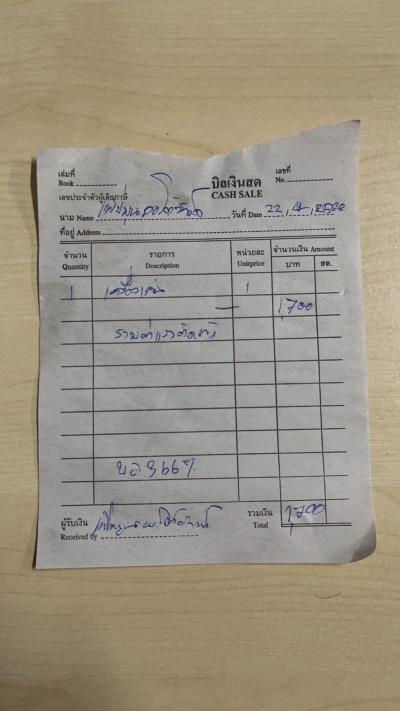 เล่มที่ เลขที่
Book บิลเงินสด No.
เลขประจำตัวผู้เสียภาษี CASH SALE
นาม Name วันที่ Date 22, 4,
ที่อยู่ Address
จำนวน รายการ หน่วยละ จำนวนเงิน Amount
Quantity Description Unitprice บาท สต.
1 1
— 1,700
รวมค่าแรงติดตั้ง
ผู้รับเงิน รวมเงิน 1,700
Received by Total